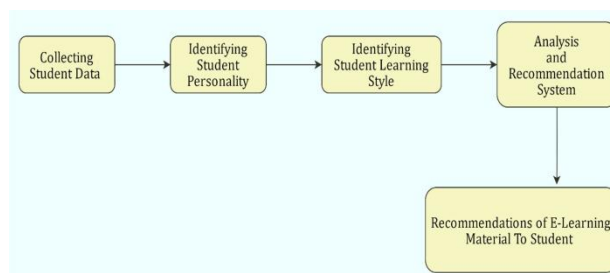 Collecting
Student Data
Identifying
Student
Personality
Identifying
Student Learning
Style
Analysis
and
Recommendation
System
Recommendations of E-Learning
Material To Student